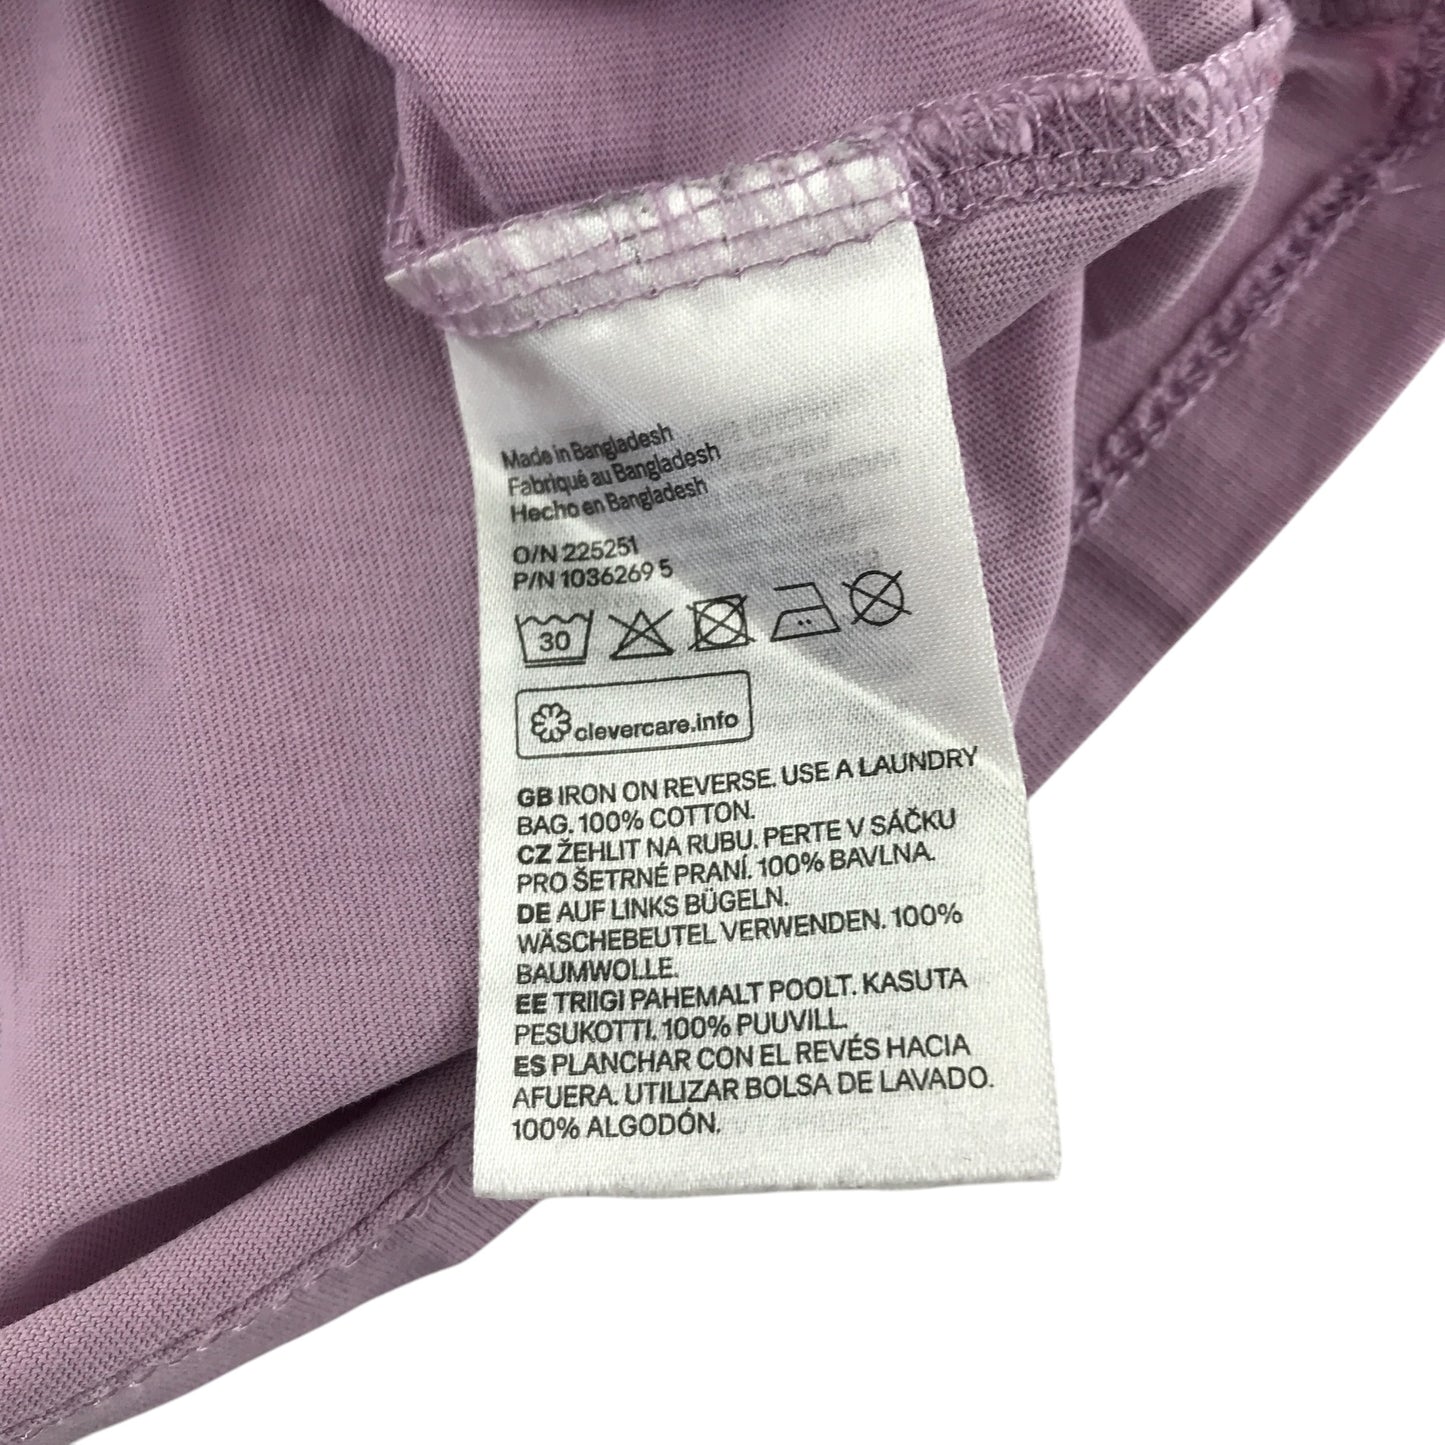 Made in Bangladesh
Fabriqué au Bangladesh
Hecho en Bangladesh
O/N 225251
P/N 1036269 5
30
clevercare.info
GB IRON ON REVERSE. USE A LAUNDRY
BAG. 100% COTTON.
CZ ŽEHLIT NA RUBU. PERTE V SÁČKU
PRO ŠETRNÉ PRANÍ. 100% BAVLNA.
DE AUF LINKS BÜGELN.
WÄSCHEBEUTEL VERWENDEN. 100%
BAUMWOLLE.
EE TRIIGI PAHEMALT POOLT. KASUTA
PESUKOTTI. 100% PUUVILL.
ES PLANCHAR CON EL REVÉS HACIA
AFUERA. UTILIZAR BOLSA DE LAVADO.
100% ALGODÓN.